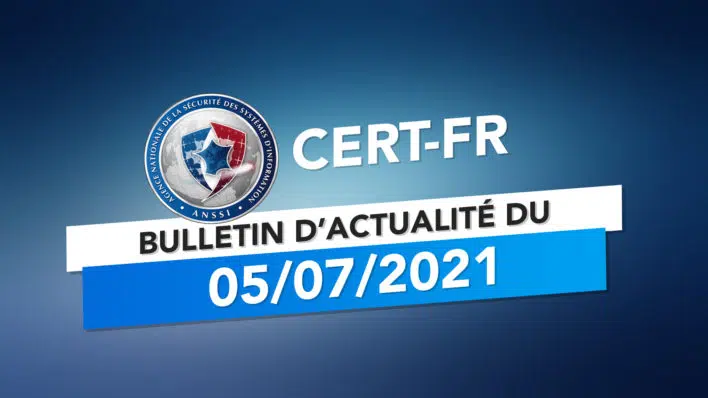 AGENCE NATIONALE DE LA SÉCURITÉ DES SYSTÈMES D'INFORMATION
ANSSI
CERT-FR
BULLETIN D'ACTUALITÉ DU
05/07/2021